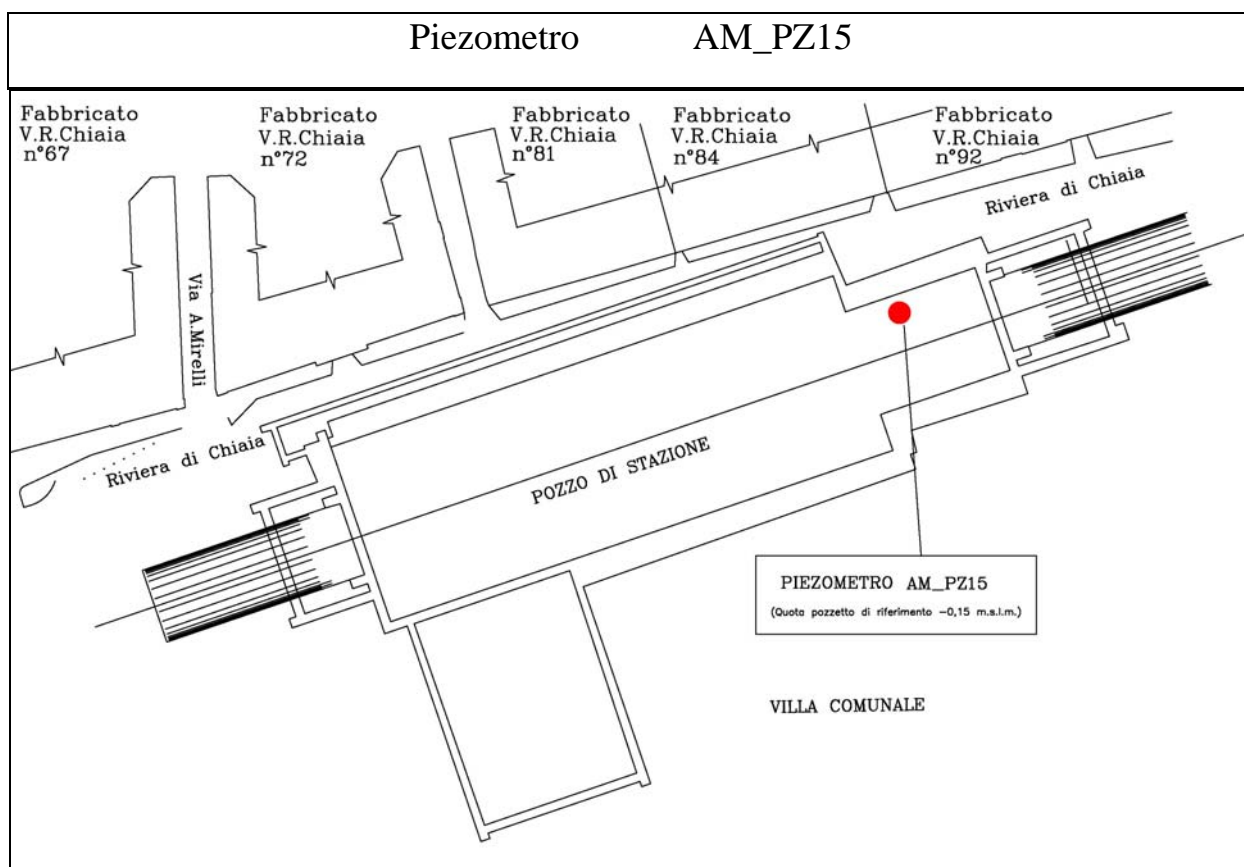 Piezometro AM_PZ15
Fabbricato
V.R.Chiaia
n°67
Fabbricato
V.R.Chiaia
n°72
Fabbricato
V.R.Chiaia
n°81
Fabbricato
V.R.Chiaia
n°84
Fabbricato
V.R.Chiaia
n°92
Riviera di Chiaia
Via A.Mirelli
Riviera di Chiaia
POZZO DI STAZIONE
PIEZOMETRO AM_PZ15
(Quota pozzetto di riferimento -0,15 m.s.l.m.)
VILLA COMUNALE